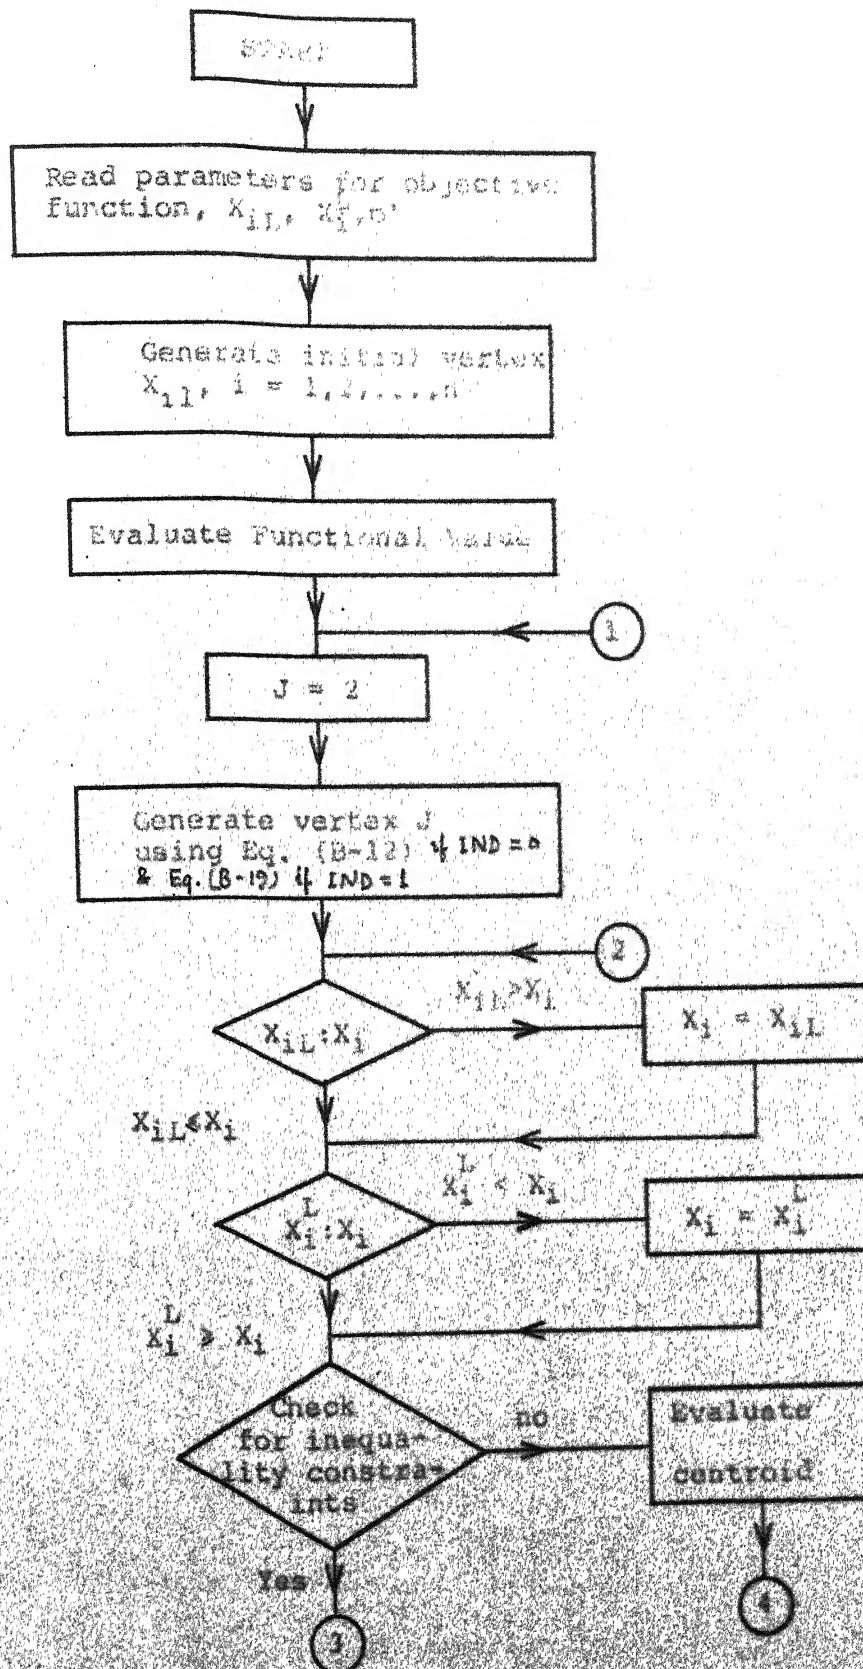 START
Read parameters for objective
function, X_iL, X_i^L, n'
Generate initial vertex
X_i1, i = 1,2,...,n
Evaluate Functional Value
1
J = 2
Generate vertex J
using Eq. (B-12) if IND = 0
& Eq. (B-19) if IND = 1
2
X_iL > X_i
X_iL : X_i
X_i = X_iL
X_iL ⩽ X_i
X_i^L < X_i
X_i^L : X_i
X_i = X_i^L
X_i^L ⩾ X_i
Check
for inequa-
lity constra-
ints
no
Evaluate
centroid
Yes
3
4